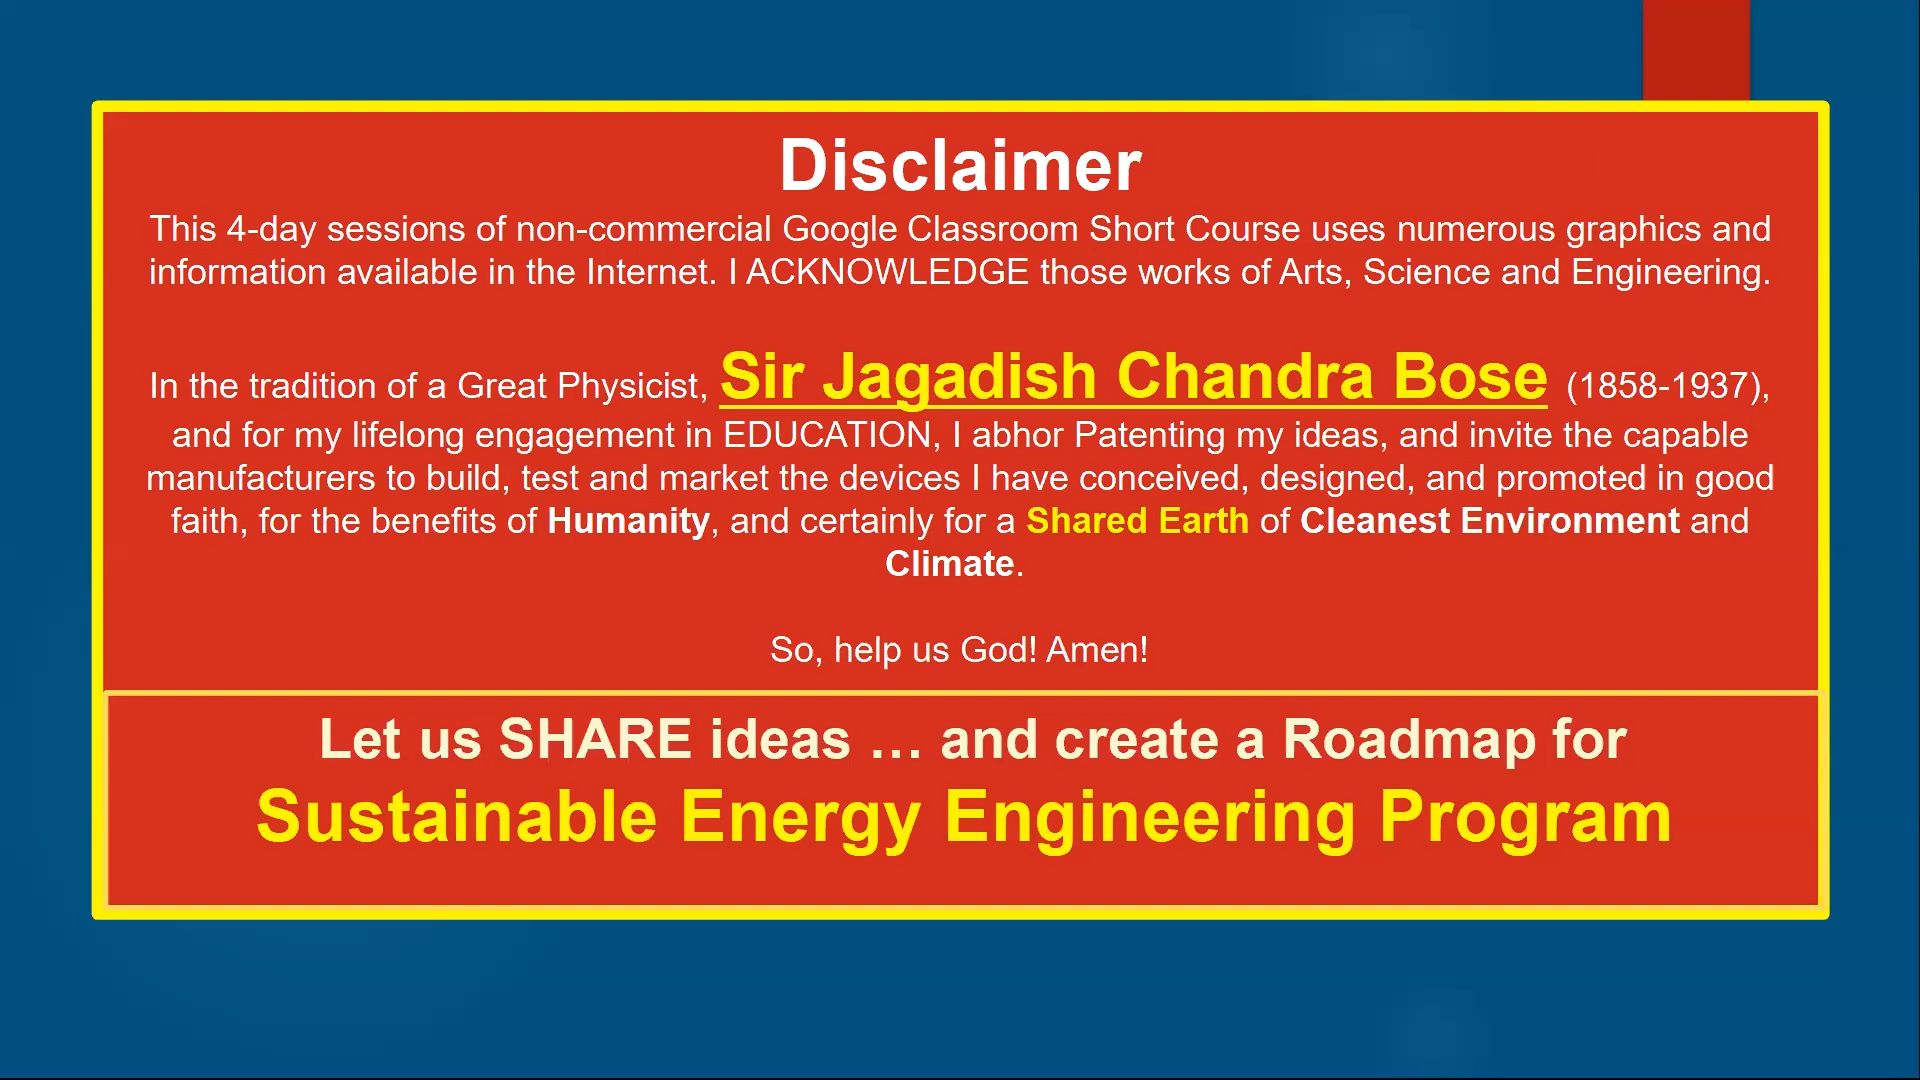 Disclaimer
This 4-day sessions of non-commercial Google Classroom Short Course uses numerous graphics and
information available in the Internet. I ACKNOWLEDGE those works of Arts, Science and Engineering.
In the tradition of a Great Physicist, Sir Jagadish Chandra Bose (1858-1937),
and for my lifelong engagement in EDUCATION, I abhor Patenting my ideas, and invite the capable
manufacturers to build, test and market the devices I have conceived, designed, and promoted in good
faith, for the benefits of Humanity, and certainly for a Shared Earth of Cleanest Environment and
Climate.
So, help us God! Amen!
Let us SHARE ideas … and create a Roadmap for
Sustainable Energy Engineering Program